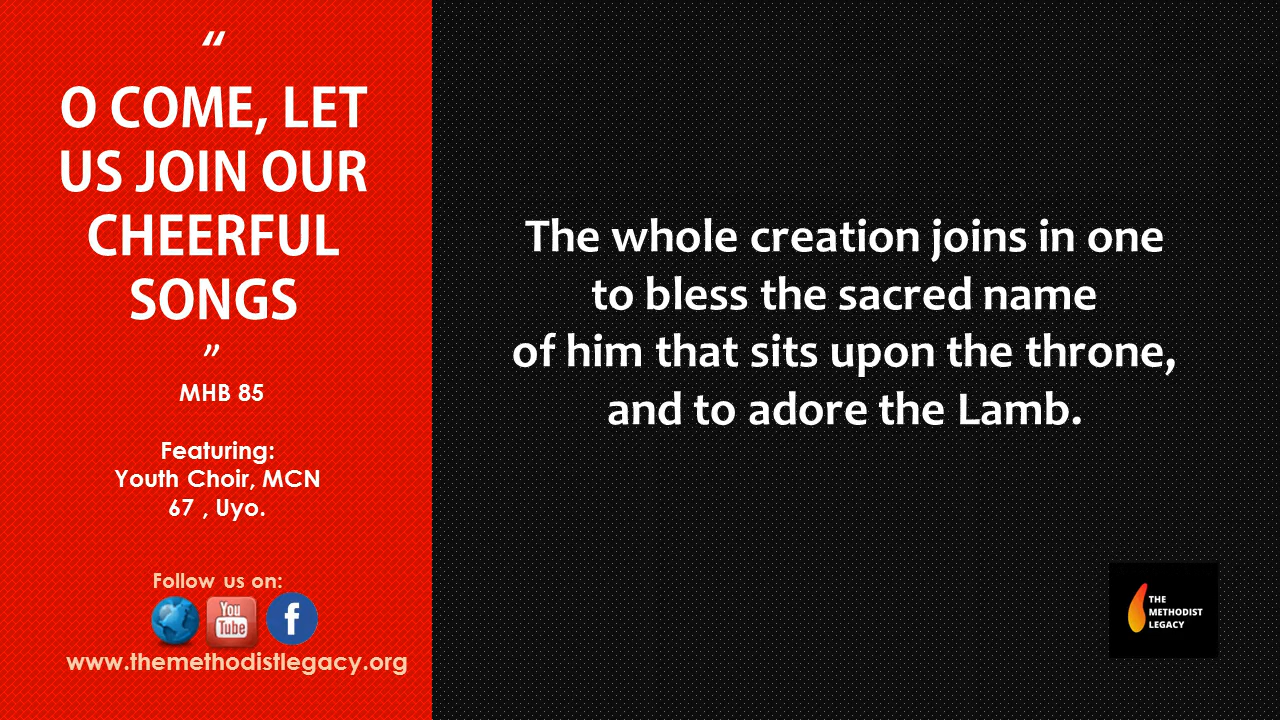 “
O COME, LET
US JOIN OUR
CHEERFUL
SONGS
”
MHB 85
Featuring:
Youth Choir, MCN
67 , Uyo.
Follow us on:
You
Tube
f
www.themethodistlegacy.org
The whole creation joins in one
to bless the sacred name
of him that sits upon the throne,
and to adore the Lamb.
THE
METHODIST
LEGACY